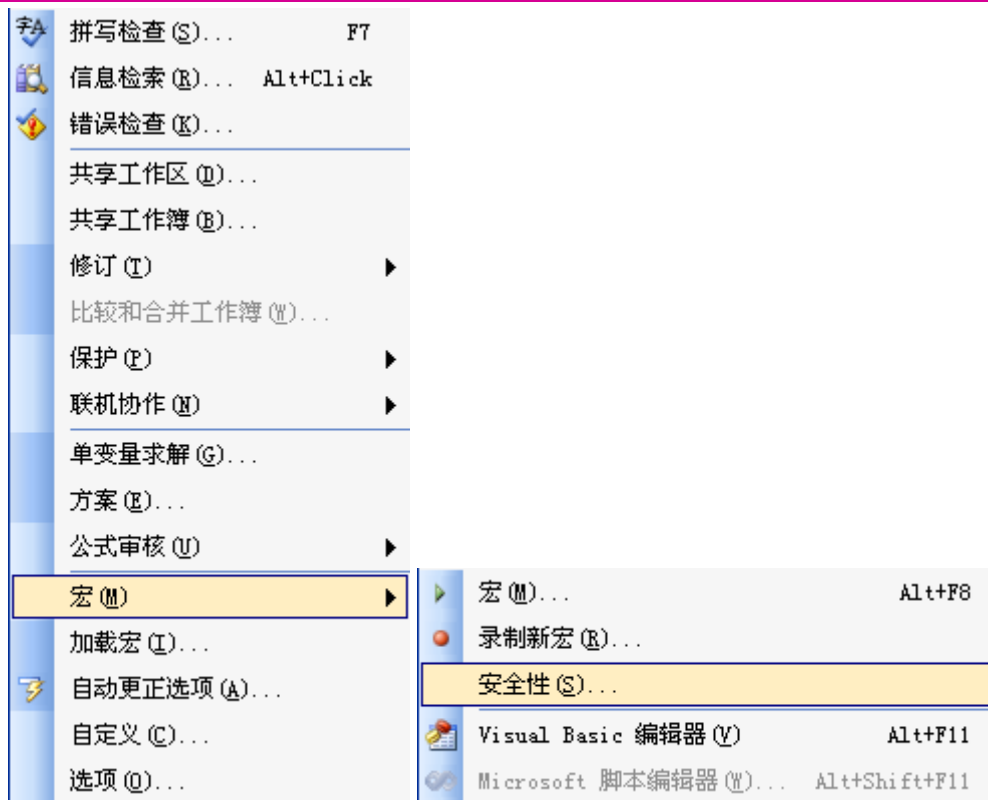 拼写检查(S)... F7
信息检索(R)... Alt+Click
错误检查(K)...
共享工作区(D)...
共享工作簿(B)...
修订(T)
比较和合并工作簿(W)...
保护(P)
联机协作(N)
单变量求解(G)...
方案(E)...
公式审核(U)
宏(M)
加载宏(I)...
自动更正选项(A)...
自定义(C)...
选项(O)...
宏(M)... Alt+F8
录制新宏(R)...
安全性(S)...
Visual Basic 编辑器(V) Alt+F11
Microsoft 脚本编辑器(W)... Alt+Shift+F11